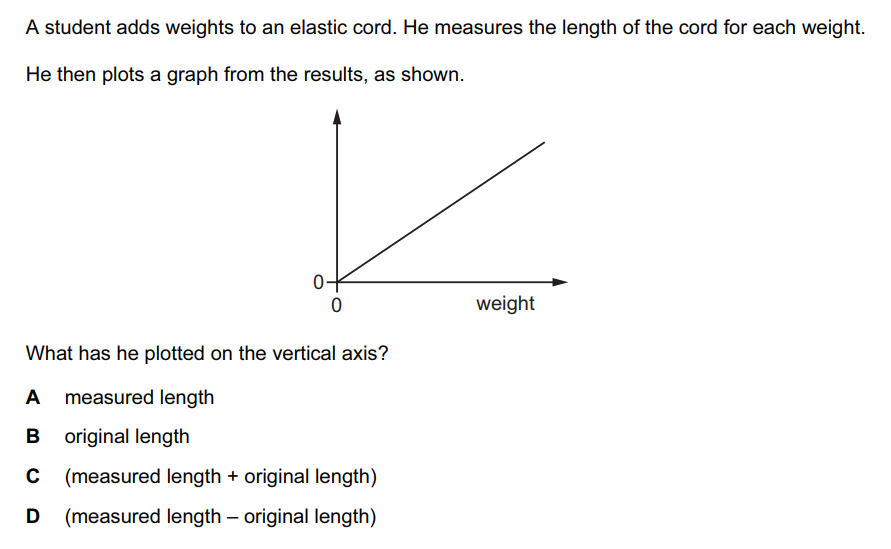 A student adds weights to an elastic cord. He measures the length of the cord for each weight.
He then plots a graph from the results, as shown.
0
0
weight
What has he plotted on the vertical axis?
A measured length
B original length
C (measured length + original length)
D (measured length – original length)